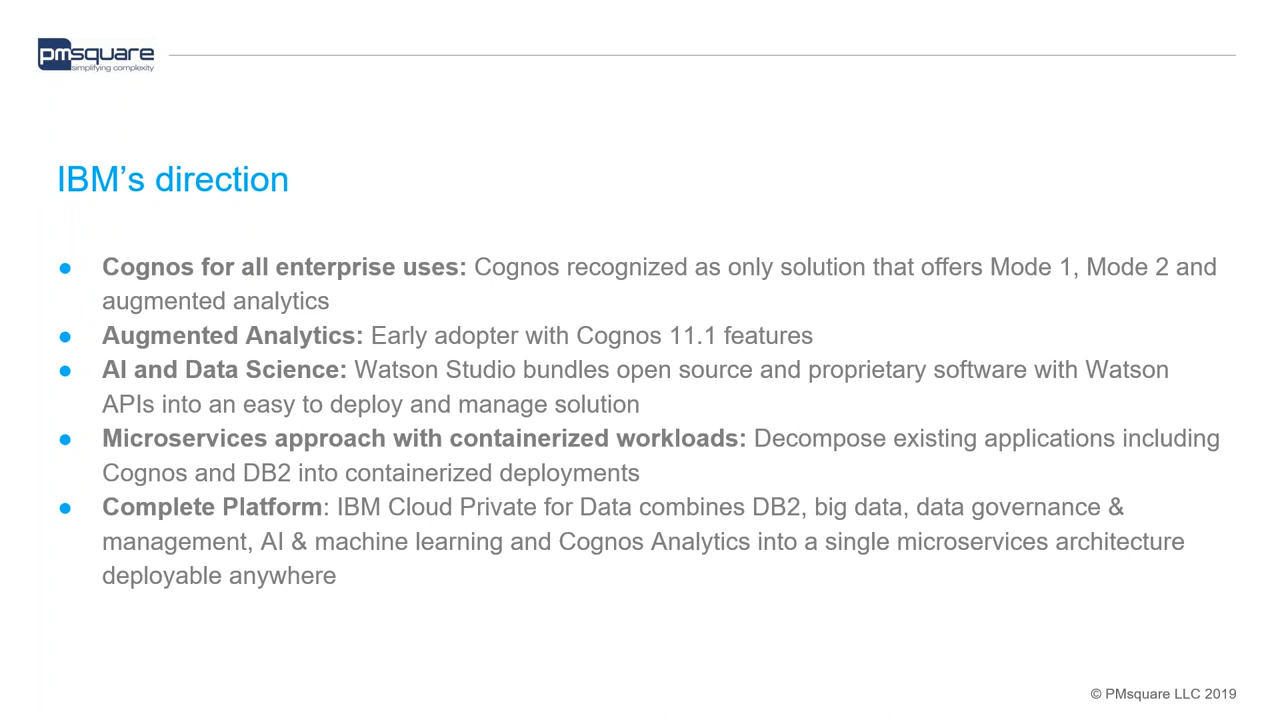 pmsquare
simplifying complexity
IBM’s direction
● Cognos for all enterprise uses: Cognos recognized as only solution that offers Mode 1, Mode 2 and
augmented analytics
● Augmented Analytics: Early adopter with Cognos 11.1 features
● AI and Data Science: Watson Studio bundles open source and proprietary software with Watson
APIs into an easy to deploy and manage solution
● Microservices approach with containerized workloads: Decompose existing applications including
Cognos and DB2 into containerized deployments
● Complete Platform: IBM Cloud Private for Data combines DB2, big data, data governance &
management, AI & machine learning and Cognos Analytics into a single microservices architecture
deployable anywhere
© PMsquare LLC 2019